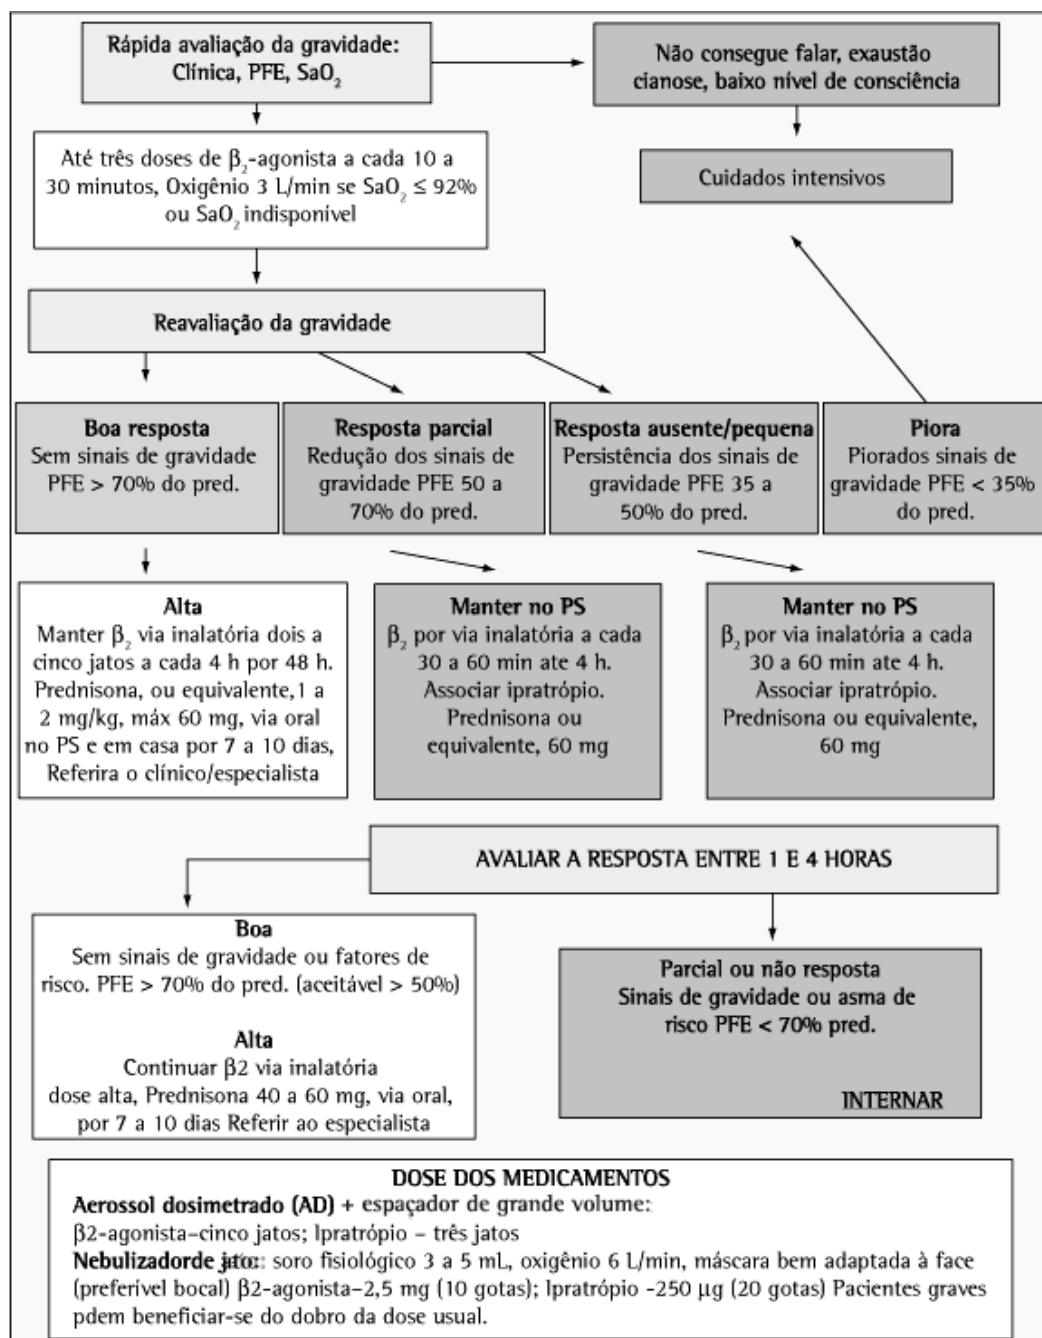 Rápida avaliação da gravidade:
Clínica, PFE, SaO₂
Não consegue falar, exaustão
cianose, baixo nível de consciência
Até três doses de β₂-agonista a cada 10 a
30 minutos, Oxigênio 3 L/min se SaO₂ ≤ 92%
ou SaO₂ indisponível
Cuidados intensivos
Reavaliação da gravidade
Boa resposta
Sem sinais de gravidade
PFE > 70% do pred.
Resposta parcial
Redução dos sinais de
gravidade PFE 50 a
70% do pred.
Resposta ausente/pequena
Persistência dos sinais de
gravidade PFE 35 a
50% do pred.
Piora
Piorados sinais de
gravidade PFE < 35%
do pred.
Alta
Manter β₂ via inalatória dois a
cinco jatos a cada 4 h por 48 h.
Prednisona, ou equivalente,1 a
2 mg/kg, máx 60 mg, via oral
no PS e em casa por 7 a 10 dias,
Referira o clínico/especialista
Manter no PS
β₂ por via inalatória a cada
30 a 60 min ate 4 h.
Associar ipratrópio.
Prednisona ou
equivalente, 60 mg
Manter no PS
β₂ por via inalatória a cada
30 a 60 min ate 4 h.
Associar ipratrópio.
Prednisona ou equivalente,
60 mg
AVALIAR A RESPOSTA ENTRE 1 E 4 HORAS
Boa
Sem sinais de gravidade ou fatores de
risco. PFE > 70% do pred. (aceitável > 50%)
Alta
Continuar β2 via inalatória
dose alta, Prednisona 40 a 60 mg, via oral,
por 7 a 10 dias Referir ao especialista
Parcial ou não resposta
Sinais de gravidade ou asma de
risco PFE < 70% pred.
INTERNAR
DOSE DOS MEDICAMENTOS
Aerossol dosimetrado (AD) + espaçador de grande volume:
β2-agonista–cinco jatos; Ipratrópio – três jatos
Nebulizadorde jato: soro fisiológico 3 a 5 mL, oxigênio 6 L/min, máscara bem adaptada à face
(preferível bocal) β2-agonista–2,5 mg (10 gotas); Ipratrópio -250 µg (20 gotas) Pacientes graves
pdem beneficiar-se do dobro da dose usual.